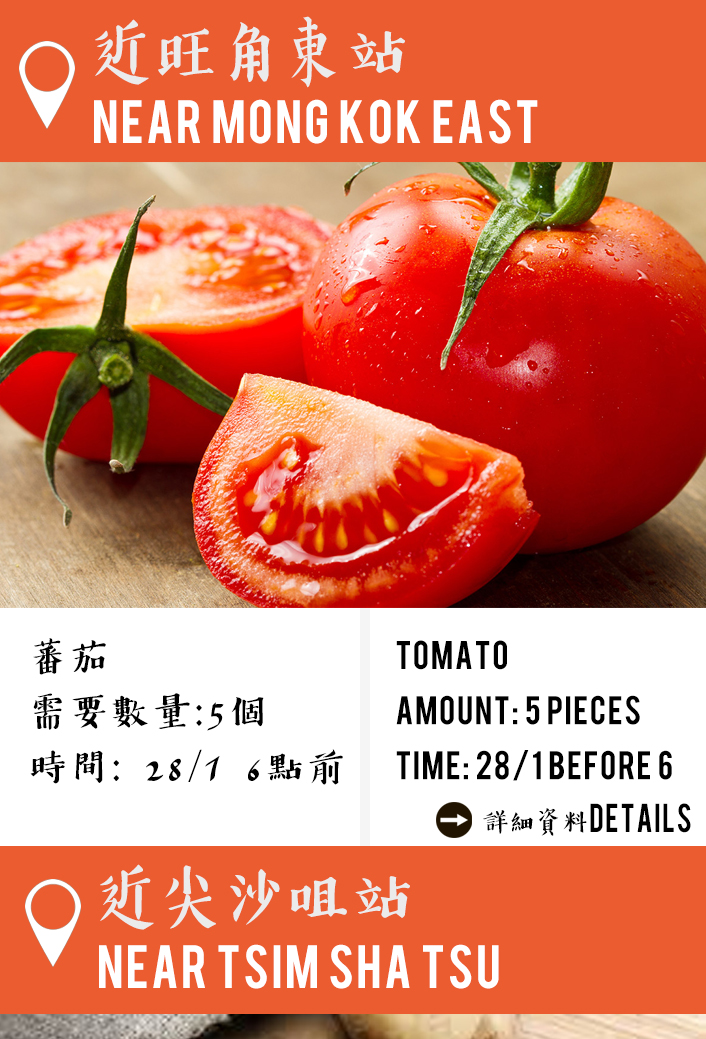 近旺角東站
NEAR MONG KOK EAST
蕃茄
需要數量:5個
時間: 28/1 6點前
TOMATO
AMOUNT: 5 PIECES
TIME: 28/1 BEFORE 6
詳細資料DETAILS
近尖沙咀站
NEAR TSIM SHA TSU